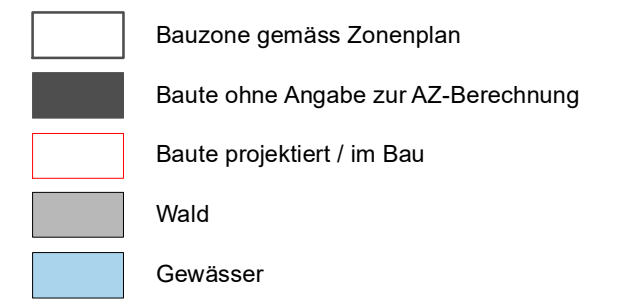 Bauzone gemäss Zonenplan
Baute ohne Angabe zur AZ-Berechnung
Baute projektiert / im Bau
Wald
Gewässer